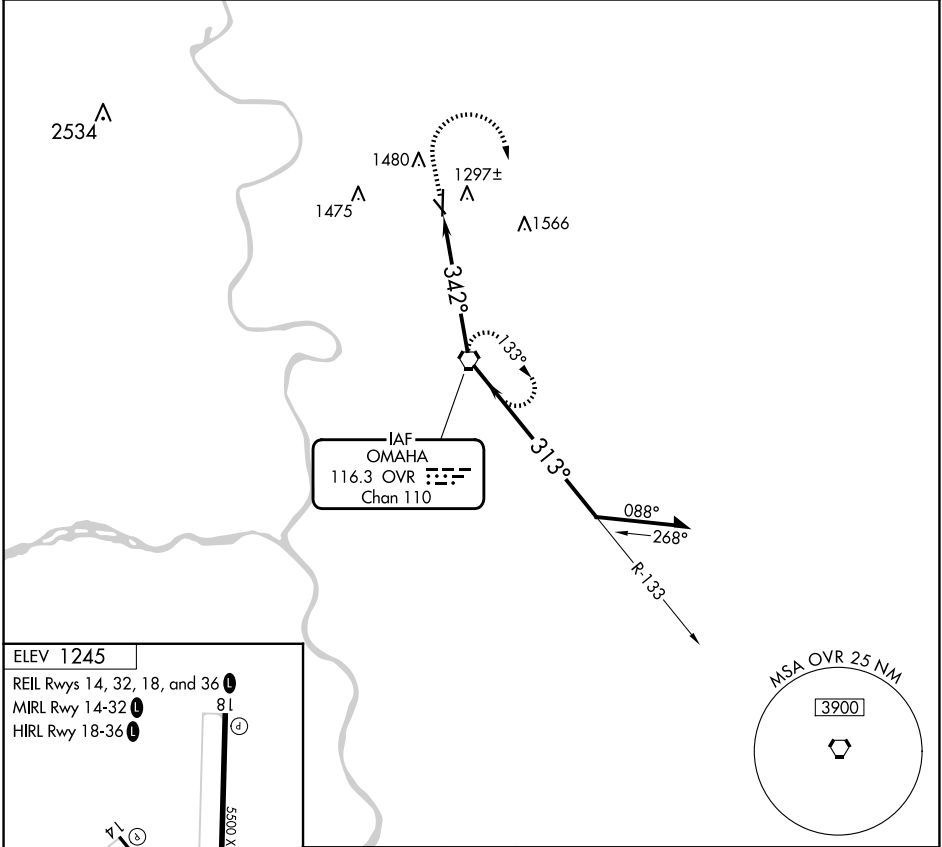 2534
1480
1297±
1475
1566
342°
133°
IAF
OMAHA
116.3 OVR
Chan 110
313°
088°
268°
R-133
ELEV 1245
REIL Rwys 14, 32, 18, and 36 L
MIRL Rwy 14-32 L
HIRL Rwy 18-36 L
18
P
5500 X
14
P
MSA OVR 25 NM
3900